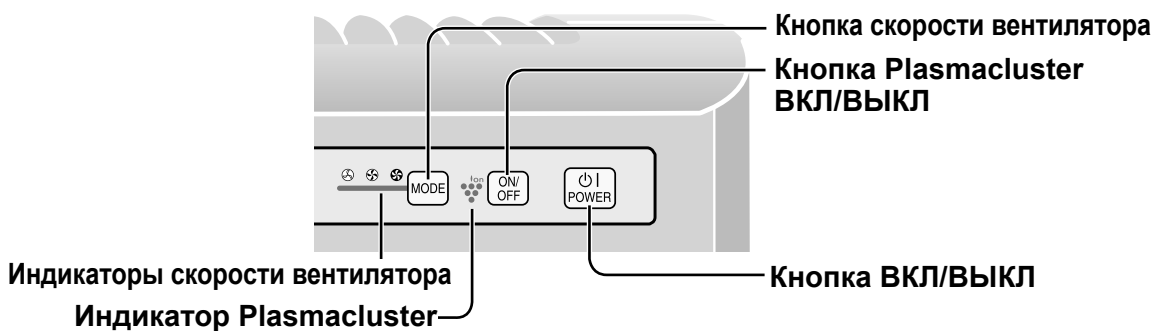 Кнопка скорости вентилятора
Кнопка Plasmacluster
ВКЛ/ВЫКЛ
MODE
Ion
ON/
OFF
POWER
Индикаторы скорости вентилятора
Кнопка ВКЛ/ВЫКЛ
Индикатор Plasmacluster